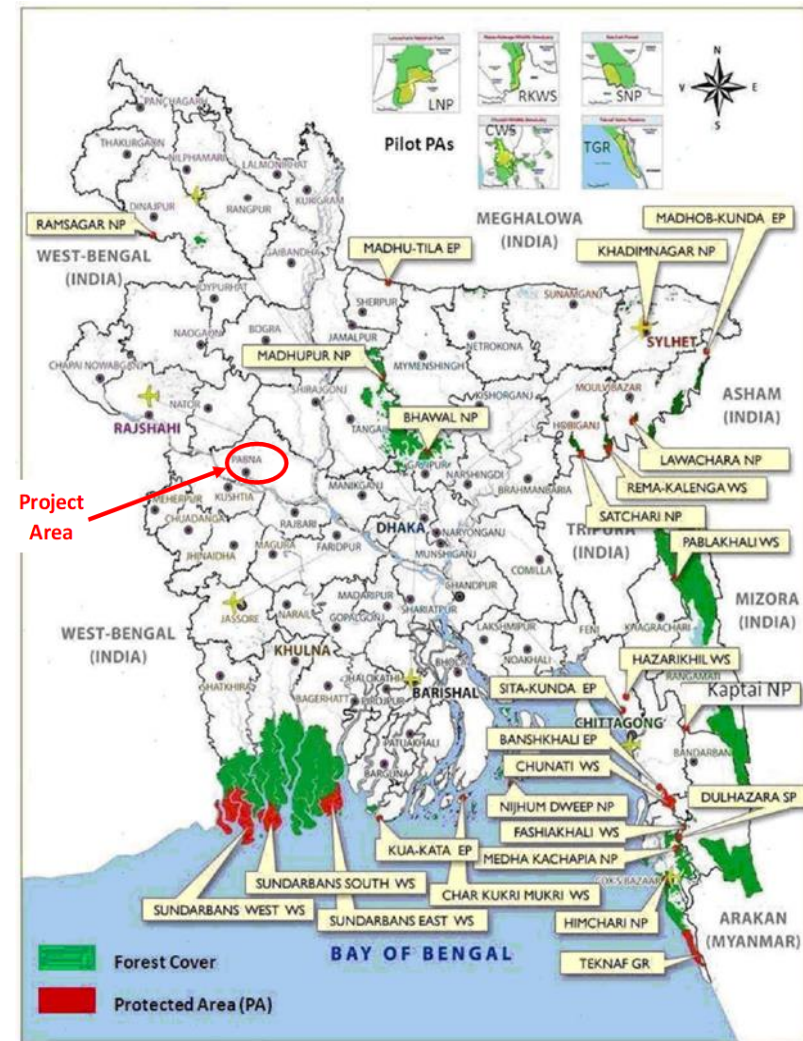 LNP
RKWS
SNP
Pilot PAs
CWS
TGR
N
E
S
PANCHAGARH
THAKURGAON
NILPHAMARI
LALMONIRHAT
KURIGRAM
DINAJPUR
RANGPUR
RAMSAGAR NP
WEST-BENGAL
(INDIA)
GAIBANDHA
MEGHALOWA
(INDIA)
MADHOB-KUNDA EP
KHADIMNAGAR NP
MADHU-TILA EP
JOYPURHAT
SHERPUR
SUNAMGANJ
NAOGAON
BOGRA
JAMALPUR
NETROKONA
SYLHET
CHAPAI NOWABGANJ
MADHUPUR NP
MYMENSHINGH
MOULVIBAZAR
ASHAM
(INDIA)
NATOR
SHIRAJGONJ
KISHORGANJ
RAJSHAHI
TANGAIL
BHAWAL NP
HOBIGANJ
LAWACHARA NP
PABNA
GAZIPUR
NARSHINGDI
REMA-KALENGA WS
Project
Area
KUSHTIA
MANIKGANJ
BRAHMANBARIA
SATCHARI NP
MEHERPUR
CHUADANGA
RAJBARI
DHAKA
NARYONGANJ
TRIPURA
(INDIA)
PABLAKHALI WS
JHINAIDHA
MAGURA
FARIDPUR
MUNSHIGANJ
COMILLA
MADARIPUR
CHANDPUR
MIZORA
(INDIA)
JASSORE
NARAIL
GOPALGONJ
SHARIATPUR
WEST-BENGAL
(INDIA)
LAKSHMIPUR
FENI
KHAGRACHARI
KHULNA
NOAKHALI
HAZARIKHIL WS
SHATKHIRA
BHOLA
RANGAMATI
JHALOKATHI
BAGERHATT
PIROJPUR
BARISHAL
SITA-KUNDA EP
Kaptai NP
CHITTAGONG
PATUAKHALI
BANSHKHALI EP
BANDARBAN
BARGUNA
CHUNATI WS
DULHAZARA SP
NIJHUM DWEEP NP
FASHIAKHALI WS
KUA-KATA EP
MEDHA KACHAPIA NP
SUNDARBANS SOUTH WS
CHAR KUKRI MUKRI WS
COX'S BAZAAR
SUNDARBANS WEST WS
SUNDARBANS EAST WS
HIMCHARI NP
ARAKAN
(MYANMAR)
BAY OF BENGAL
TEKNAF GR
Forest Cover
Protected Area (PA)